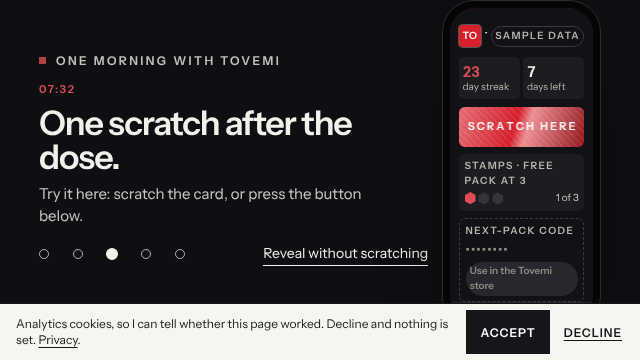 ONE MORNING WITH TOVEMI
07:32
One scratch after the
dose.
Try it here: scratch the card, or press the button
below.
Reveal without scratching
TO
SAMPLE DATA
23
day streak
7
days left
SCRATCH HERE
STAMPS · FREE
PACK AT 3
1 of 3
NEXT-PACK CODE
Use in the Tovemi
store
Analytics cookies, so I can tell whether this page worked. Decline and nothing is
set. Privacy.
ACCEPT
DECLINE